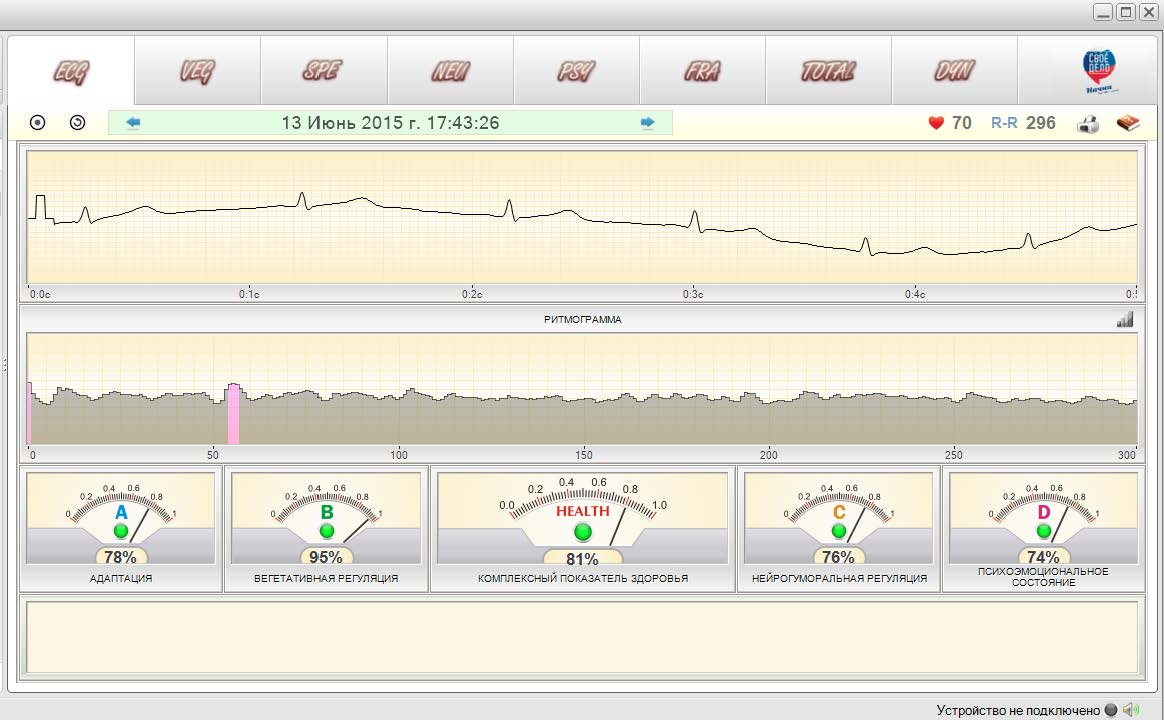 ECG VEG SPE NEU PSY FRA TOTAL DYN СВОЁ
ДЕЛО
Начни
13 Июнь 2015 г. 17:43:26 70 R-R 296
0:0c 0:1c 0:2c 0:3c 0:4c
РИТМОГРАММА
0 50 100 150 200 250 300
0 0.2 0.4 0.6 0.8 1
A
78%
АДАПТАЦИЯ
0 0.2 0.4 0.6 0.8 1
B
95%
ВЕГЕТАТИВНАЯ РЕГУЛЯЦИЯ
0.0 0.2 0.4 0.6 0.8 1.0
HEALTH
81%
КОМПЛЕКСНЫЙ ПОКАЗАТЕЛЬ ЗДОРОВЬЯ
0 0.2 0.4 0.6 0.8 1
C
76%
НЕЙРОГУМОРАЛЬНАЯ РЕГУЛЯЦИЯ
0 0.2 0.4 0.6 0.8 1
D
74%
ПСИХОЭМОЦИОНАЛЬНОЕ
СОСТОЯНИЕ
Устройство не подключено